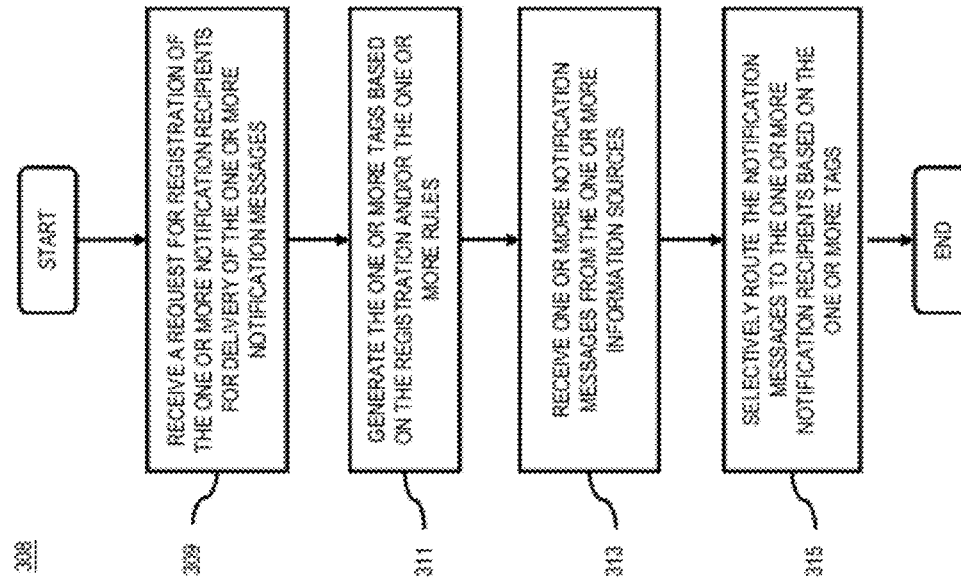 308
START
309
RECEIVE A REQUEST FOR REGISTRATION OF
THE ONE OR MORE NOTIFICATION RECIPIENTS
FOR DELIVERY OF THE ONE OR MORE
NOTIFICATION MESSAGES
311
GENERATE THE ONE OR MORE TAGS BASED
ON THE REGISTRATION AND/OR THE ONE OR
MORE RULES
313
RECEIVE ONE OR MORE NOTIFICATION
MESSAGES FROM THE ONE OR MORE
INFORMATION SOURCES
315
SELECTIVELY ROUTE THE NOTIFICATION
MESSAGES TO THE ONE OR MORE
NOTIFICATION RECIPIENTS BASED ON THE
ONE OR MORE TAGS
END